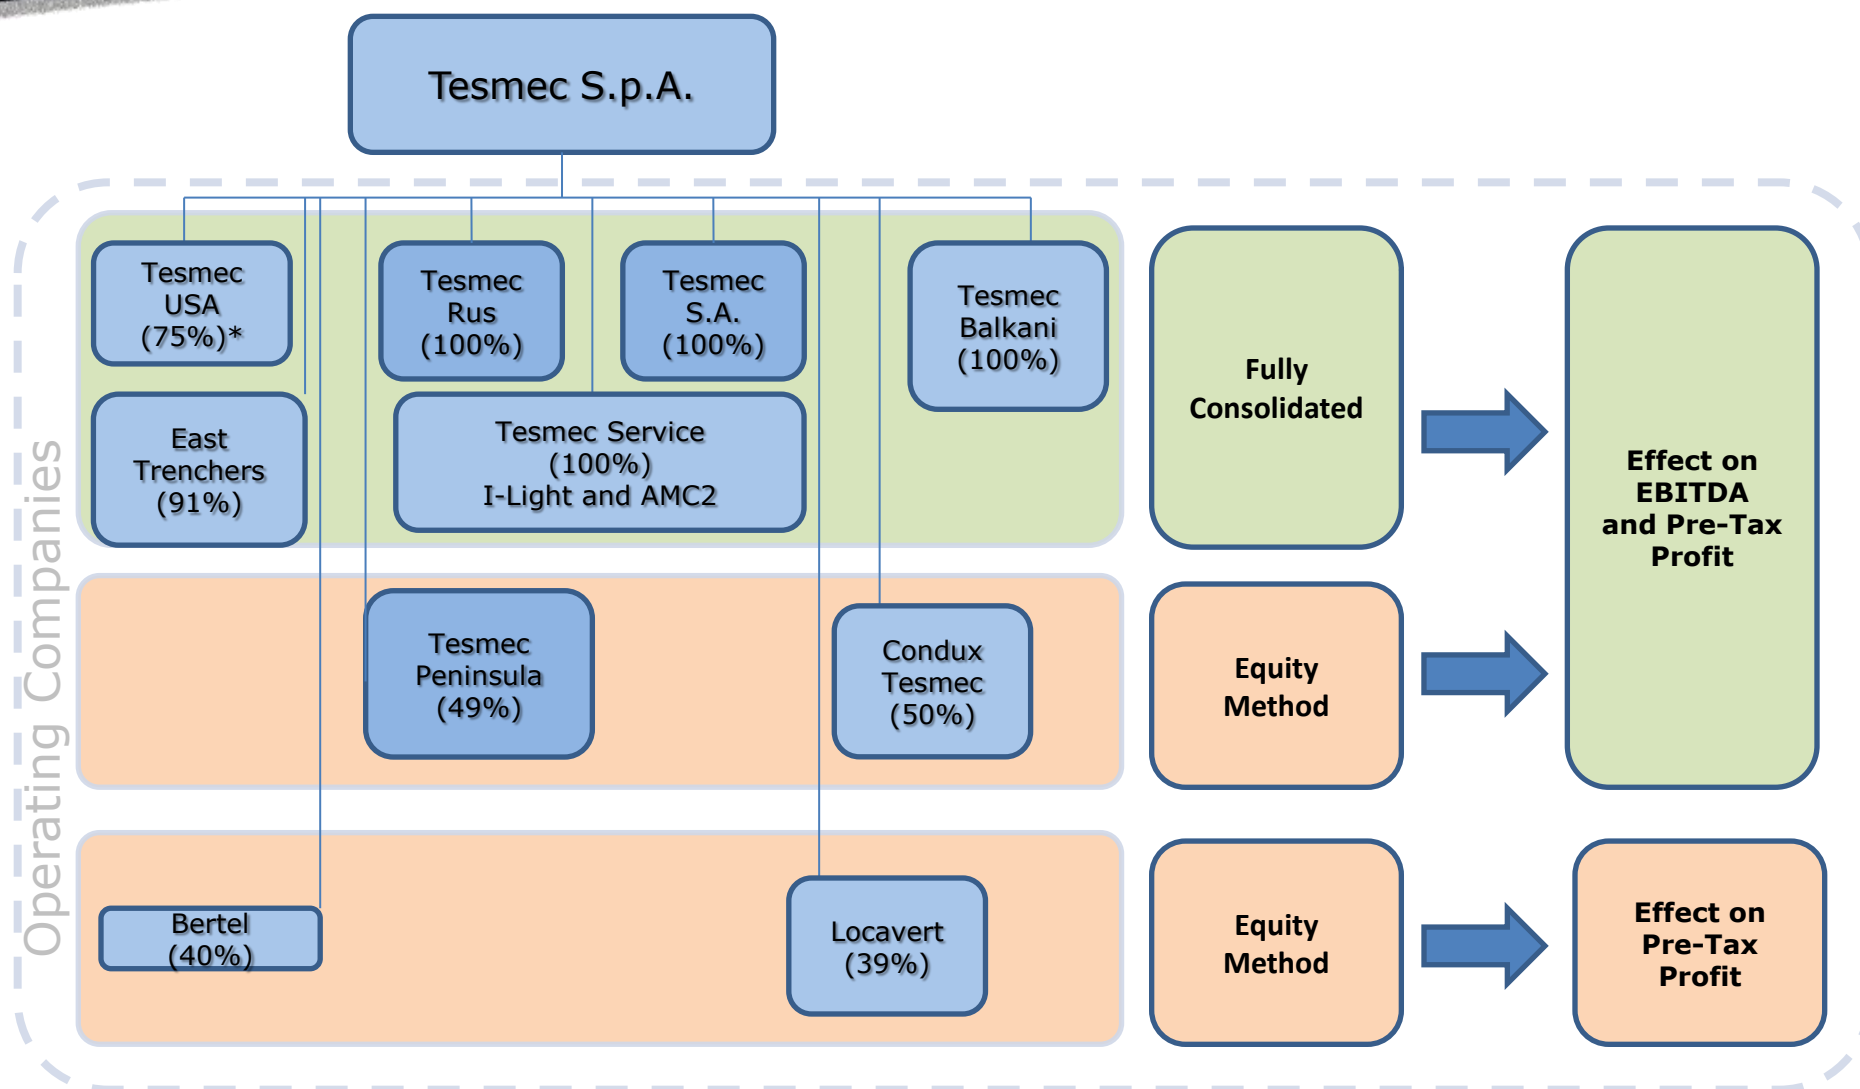 Tesmec S.p.A.
Operating Companies
Tesmec
USA
(75%)*
Tesmec
Rus
(100%)
Tesmec
S.A.
(100%)
Tesmec
Balkani
(100%)
East
Trenchers
(91%)
Tesmec Service
(100%)
I-Light and AMC2
Fully
Consolidated
Effect on
EBITDA
and Pre-Tax
Profit
Tesmec
Peninsula
(49%)
Condux
Tesmec
(50%)
Equity
Method
Bertel
(40%)
Locavert
(39%)
Equity
Method
Effect on
Pre-Tax
Profit